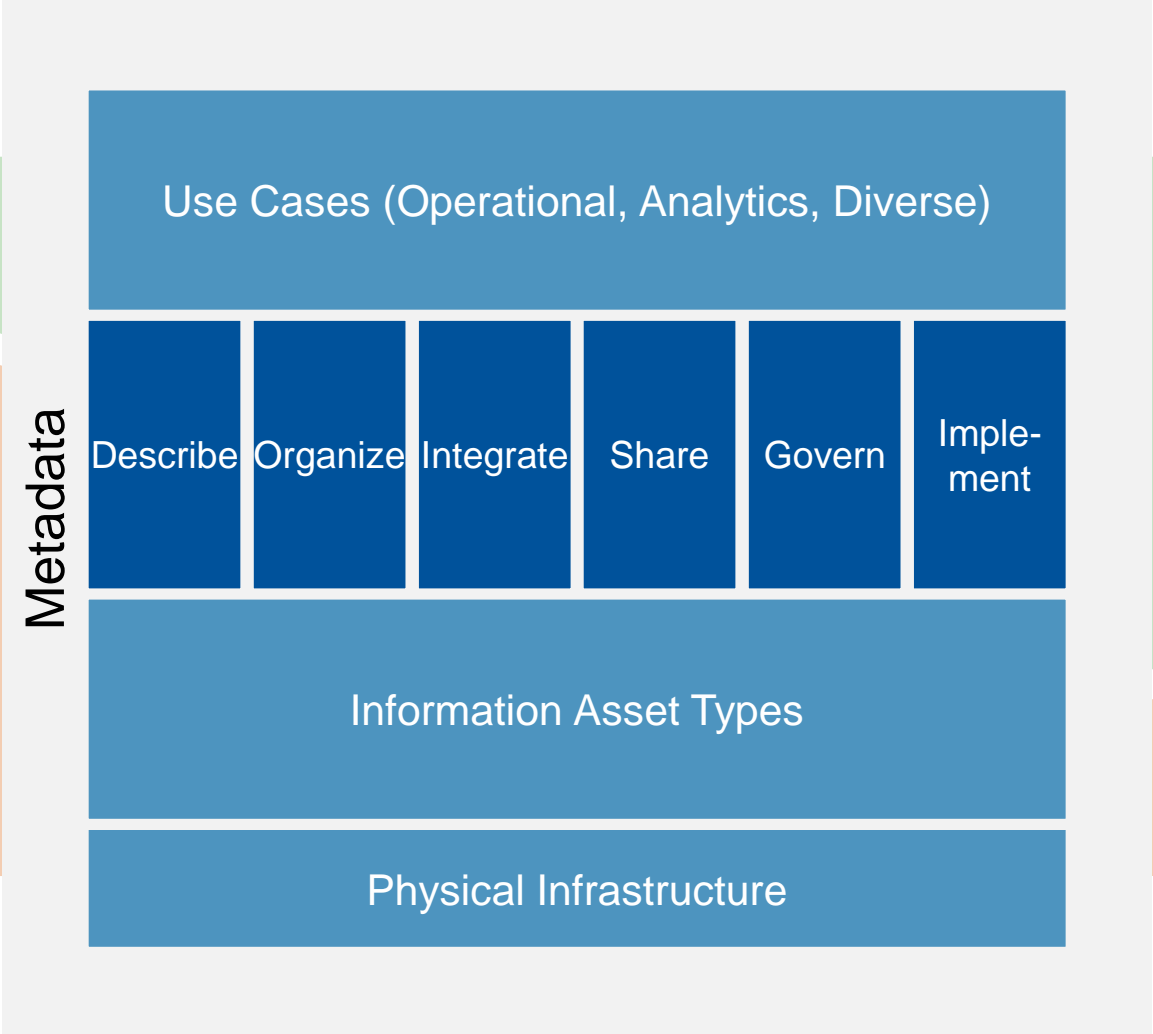 Use Cases (Operational, Analytics, Diverse)
Metadata
Describe
Organize
Integrate
Share
Govern
Imple-
ment
Information Asset Types
Physical Infrastructure